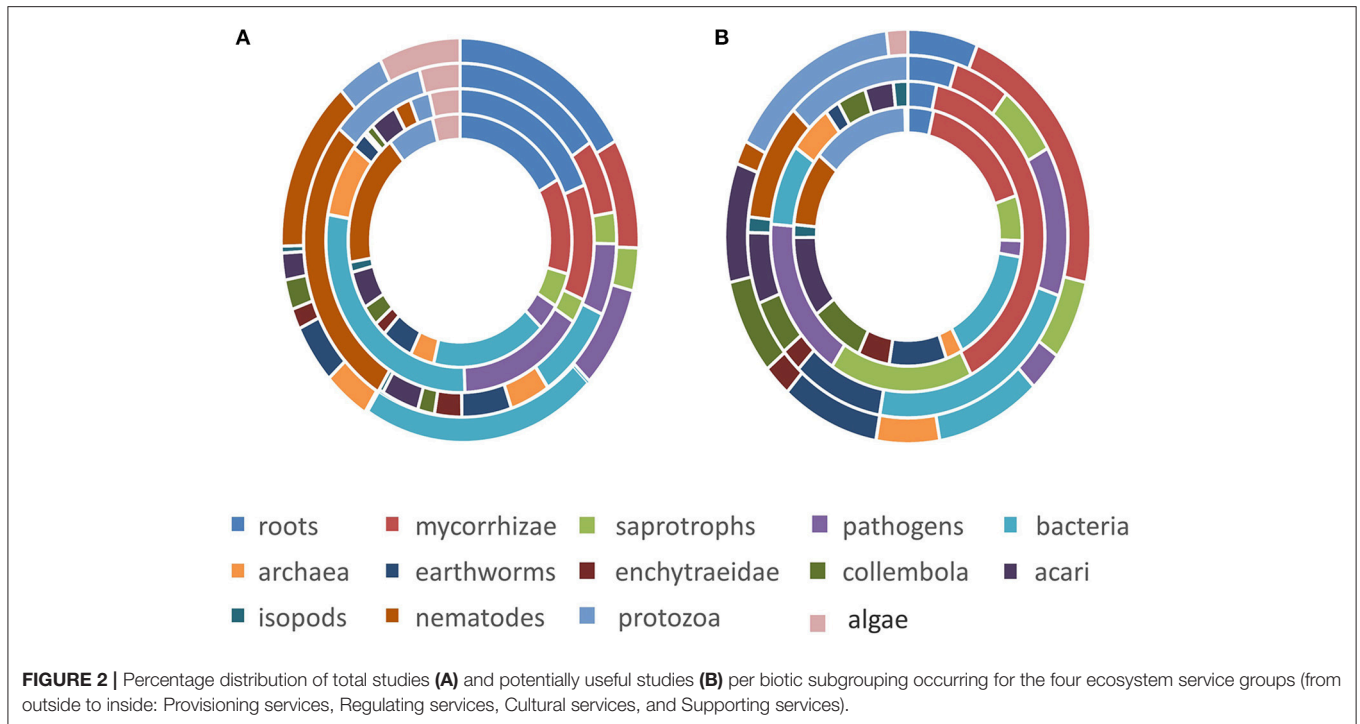 A
B
roots mycorrhizae saprotrophs pathogens bacteria
archaea earthworms enchytraeidae collembola acari
isopods nematodes protozoa algae
FIGURE 2 | Percentage distribution of total studies (A) and potentially useful studies (B) per biotic subgrouping occurring for the four ecosystem service groups (from
outside to inside: Provisioning services, Regulating services, Cultural services, and Supporting services).